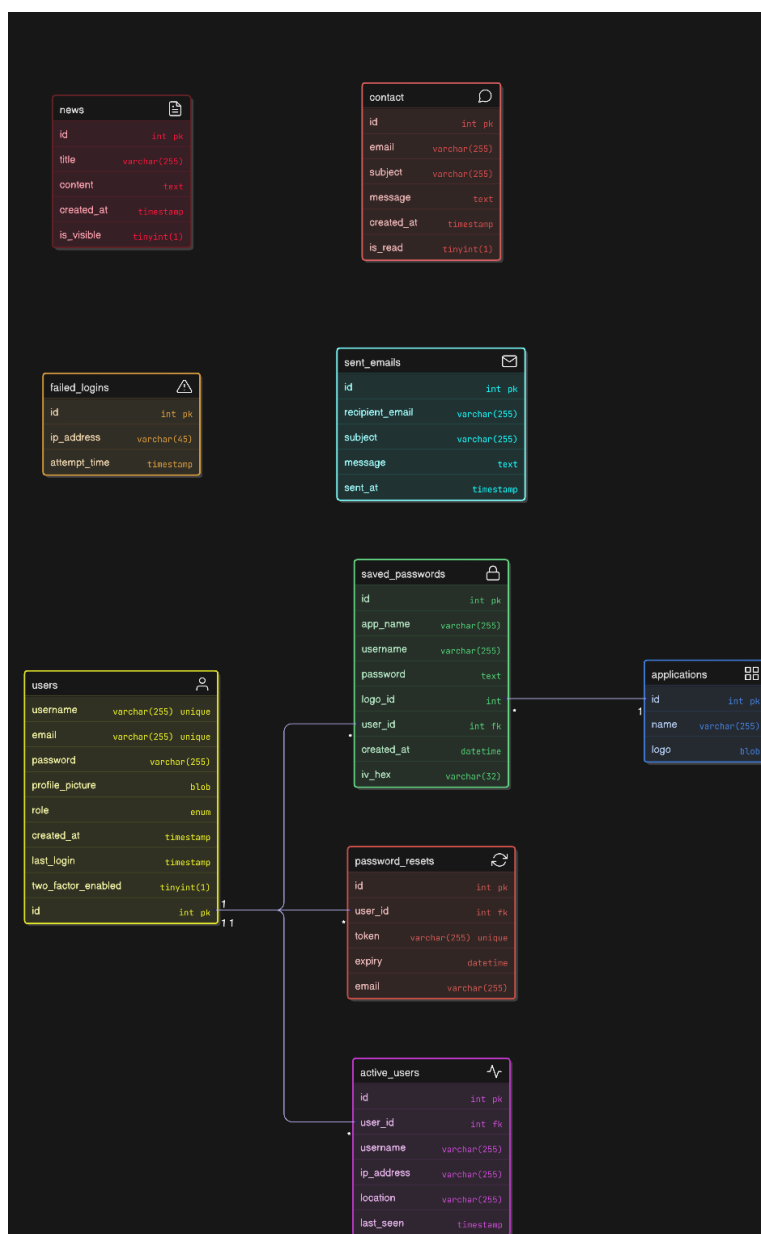 news
id int pk
title varchar(255)
content text
created_at timestamp
is_visible tinyint(1)
contact
id int pk
email varchar(255)
subject varchar(255)
message text
created_at timestamp
is_read tinyint(1)
failed_logins
id int pk
ip_address varchar(45)
attempt_time timestamp
sent_emails
id int pk
recipient_email varchar(255)
subject varchar(255)
message text
sent_at timestamp
saved_passwords
id int pk
app_name varchar(255)
username varchar(255)
password text
logo_id int
user_id int fk
created_at datetime
iv_hex varchar(32)
*
1
*
applications
id int pk
name varchar(255)
logo blob
users
username varchar(255) unique
email varchar(255) unique
password varchar(255)
profile_picture blob
role enum
created_at timestamp
last_login timestamp
two_factor_enabled tinyint(1)
id int pk
1
1 1
password_resets
id int pk
user_id int fk
token varchar(255) unique
expiry datetime
email varchar(255)
*
active_users
id int pk
user_id int fk
username varchar(255)
ip_address varchar(255)
location varchar(255)
last_seen timestamp
*